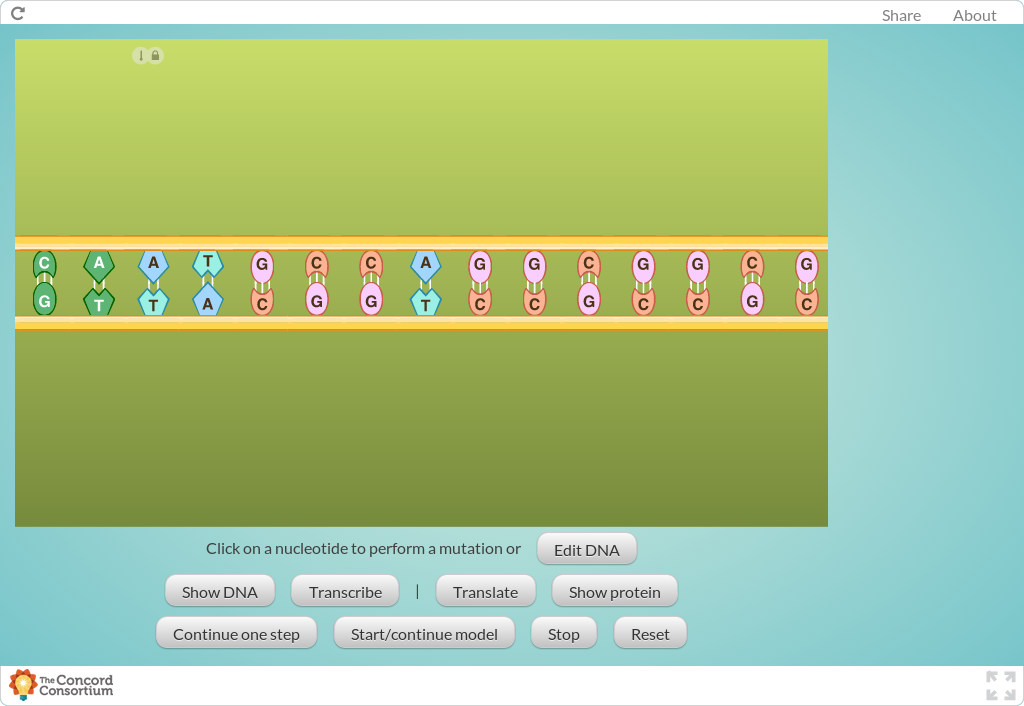 Share About
C A A T G C C A G G C G G C G
G T T A C G G T C C G C C G C
Click on a nucleotide to perform a mutation or Edit DNA
Show DNA Transcribe | Translate Show protein
Continue one step Start/continue model Stop Reset
The Concord
Consortium